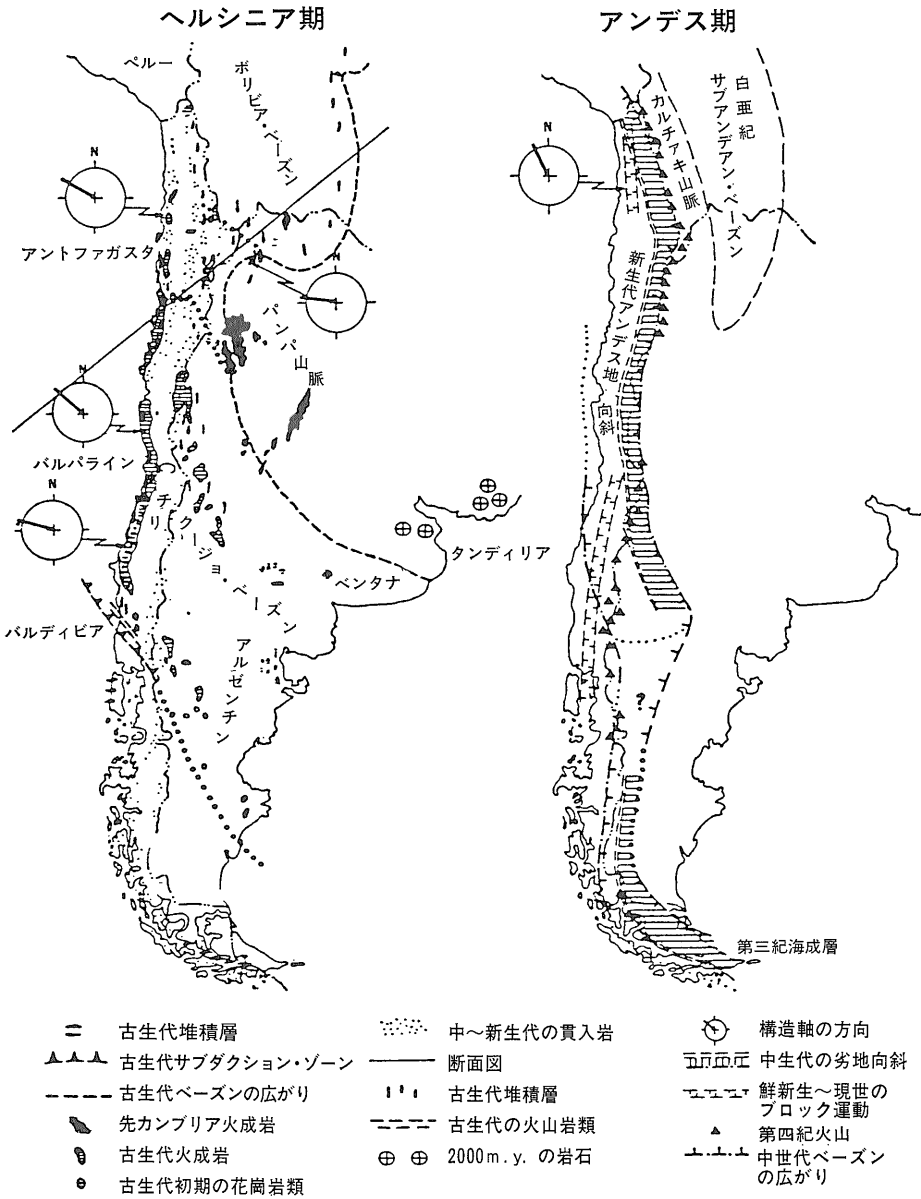 ヘルシニア期
アンデス期
ペルー
ボリビア・ベーズン
N
アントファガスタ
N
パンパ山脈
N
バルパライソ
N
チリ
クージョ・ベーズン
タンディリア
ベンタナ
バルディビア
アルゼンチン
N
カルチァキ山脈
白亜紀
サブアンデアン・ベーズン
新生代アンデス地向斜
?
第三紀海成層
古生代堆積層
古生代サブダクション・ゾーン
古生代ベーズンの広がり
先カンブリア火成岩
古生代火成岩
古生代初期の花崗岩類
中〜新生代の貫入岩
断面図
古生代堆積層
古生代の火山岩類
2000m.y. の岩石
構造軸の方向
中生代の劣地向斜
鮮新生〜現世の
ブロック運動
第四紀火山
中世代ベーズン
の広がり